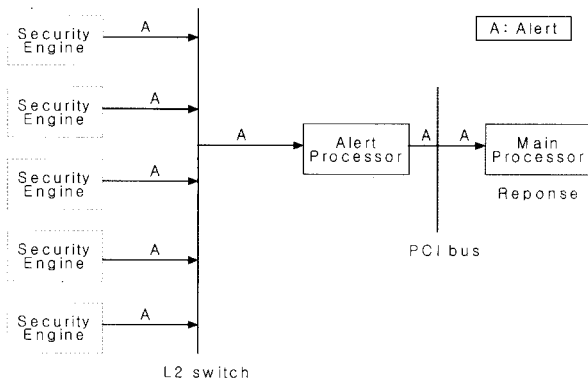 Security
Engine
A
A: Alert
Security
Engine
A
A
Alert
Processor
A
A
Main
Processor
Reponse
Security
Engine
A
PCI bus
Security
Engine
A
Security
Engine
A
L2 switch